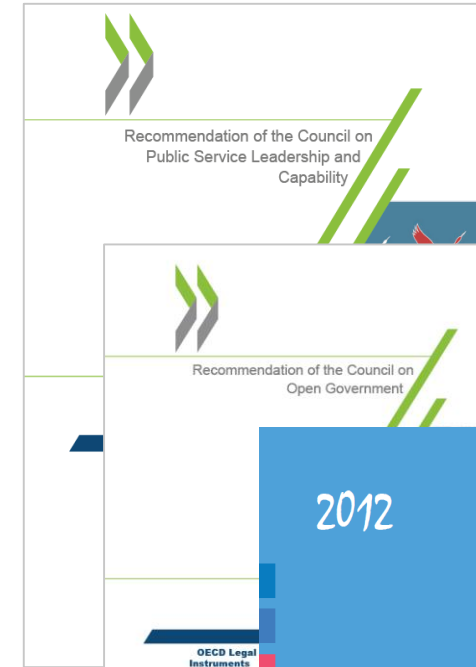 Recommendation of the Council on
Public Service Leadership and
Capability
Recommendation of the Council on
Open Government
2012
OECD Legal
Instruments